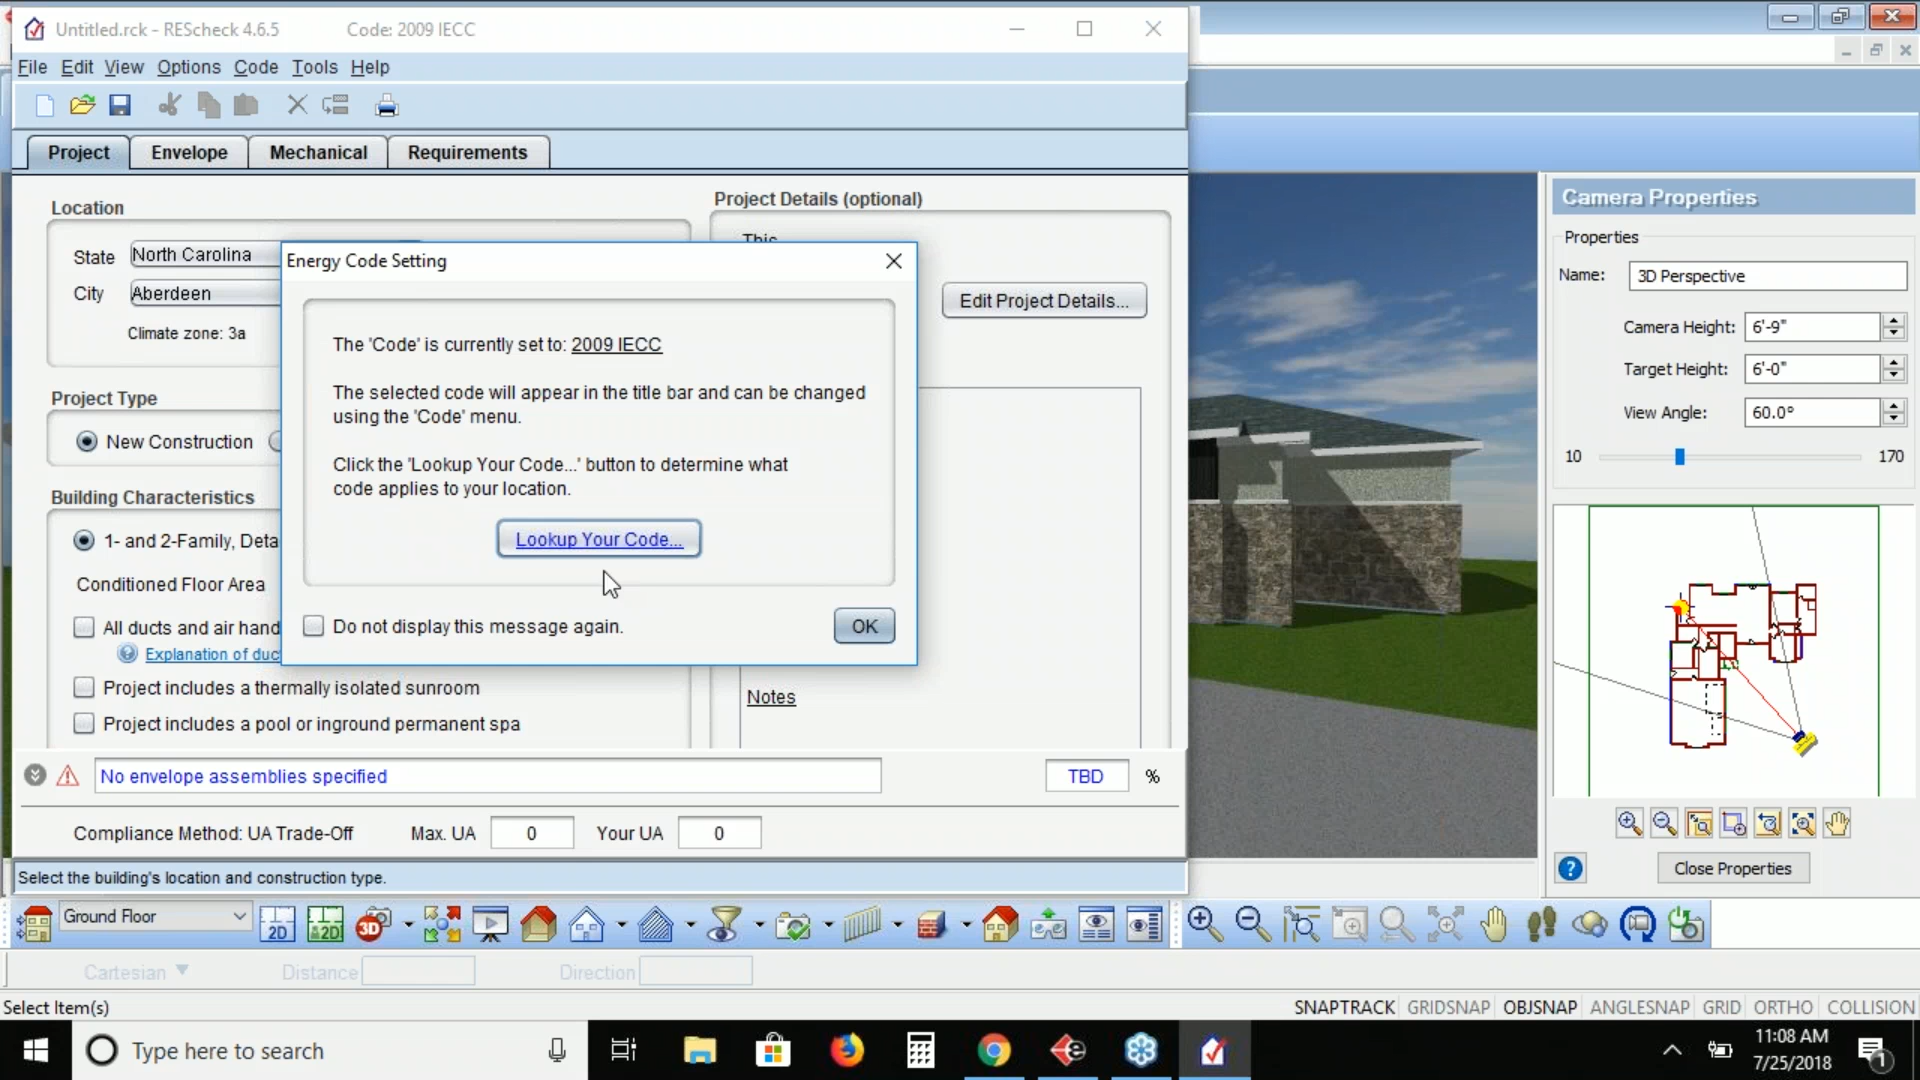 Untitled.rck - REScheck 4.6.5 Code: 2009 IECC
File Edit View Options Code Tools Help
Project Envelope Mechanical Requirements
Location
State North Carolina
City Aberdeen
Climate zone: 3a
Project Type
New Construction
Building Characteristics
1- and 2-Family, Deta
Conditioned Floor Area
All ducts and air hand
Explanation of duc
Project includes a thermally isolated sunroom
Project includes a pool or inground permanent spa
Project Details (optional)
This
Edit Project Details...
Notes
Energy Code Setting
The 'Code' is currently set to: 2009 IECC
The selected code will appear in the title bar and can be changed
using the 'Code' menu.
Click the 'Lookup Your Code...' button to determine what
code applies to your location.
Lookup Your Code...
Do not display this message again.
OK
No envelope assemblies specified TBD %
Compliance Method: UA Trade-Off Max. UA 0 Your UA 0
Select the building's location and construction type.
Camera Properties
Properties
Name: 3D Perspective
Camera Height: 6'-9"
Target Height: 6'-0"
View Angle: 60.0°
10 170
? Close Properties
Ground Floor 2D 2D 3D
Cartesian Distance Direction
Select Item(s) SNAPTRACK GRIDSNAP OBJSNAP ANGLESNAP GRID ORTHO COLLISION
Type here to search
11:08 AM
7/25/2018
1